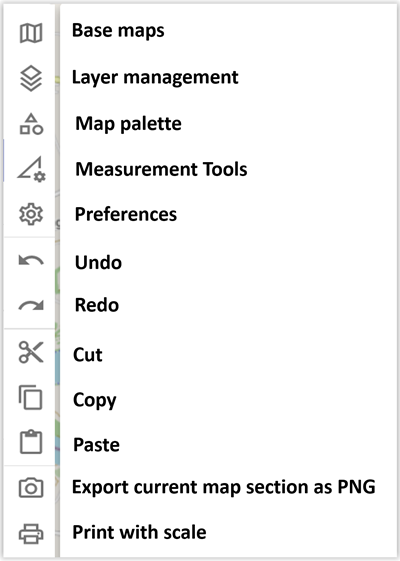 Base maps
Layer management
Map palette
Measurement Tools
Preferences
Undo
Redo
Cut
Copy
Paste
Export current map section as PNG
Print with scale